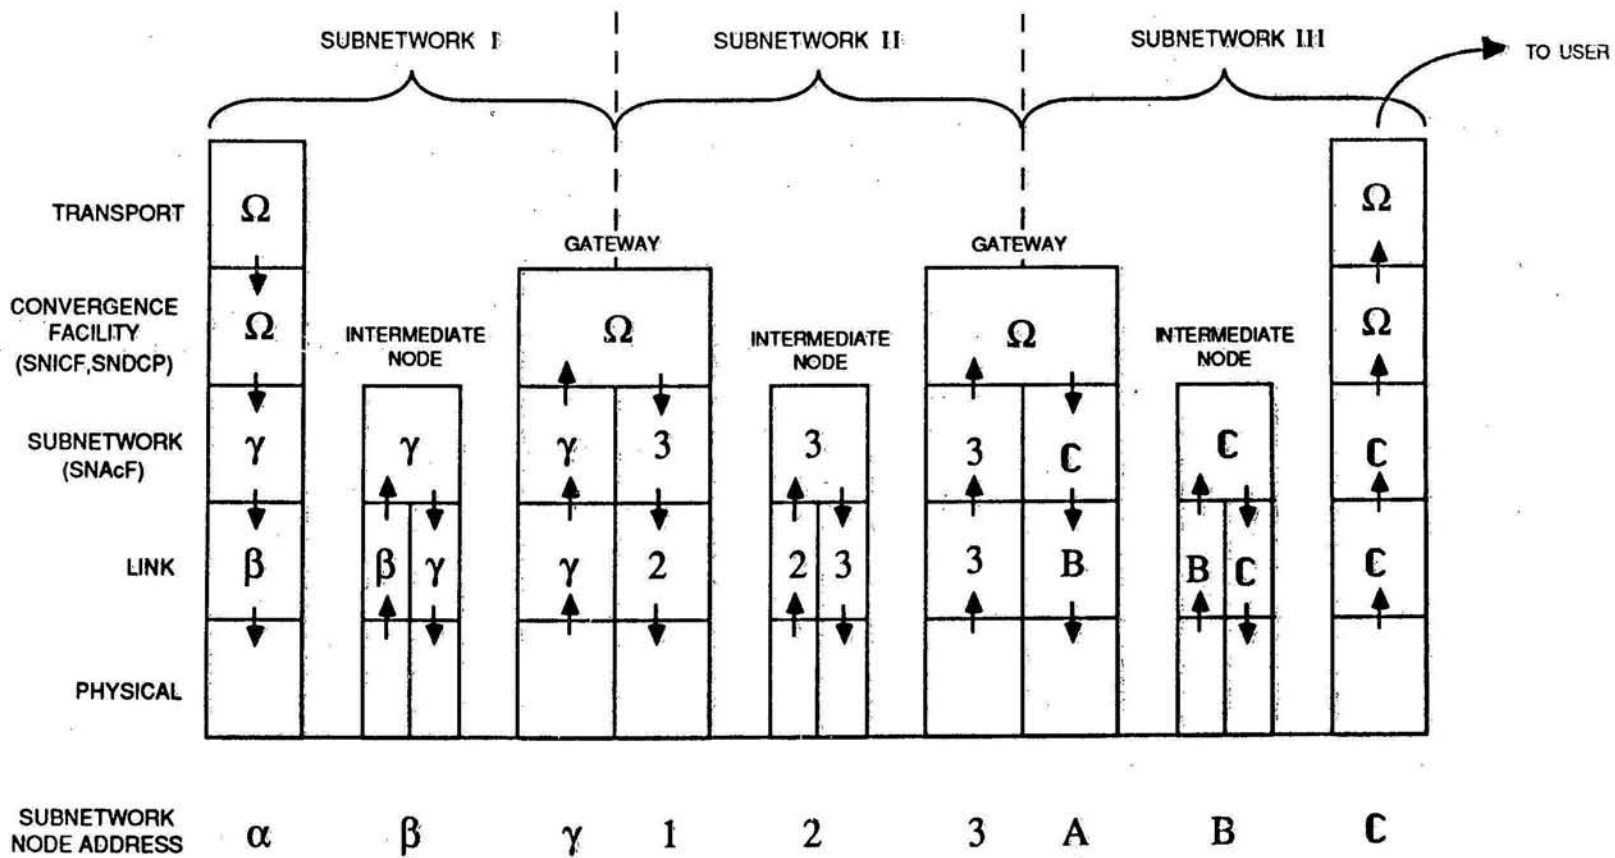 SUBNETWORK I
SUBNETWORK II
SUBNETWORK III
TO USER
TRANSPORT
Ω
Ω
GATEWAY
GATEWAY
CONVERGENCE
FACILITY
(SNICF,SNDCP)
Ω
INTERMEDIATE
NODE
Ω
INTERMEDIATE
NODE
Ω
INTERMEDIATE
NODE
Ω
SUBNETWORK
(SNAcF)
γ
γ
γ
3
3
3
C
C
C
LINK
β
β
γ
γ
2
2
3
3
B
B
C
C
PHYSICAL
SUBNETWORK
NODE ADDRESS
α
β
γ
1
2
3
A
B
C